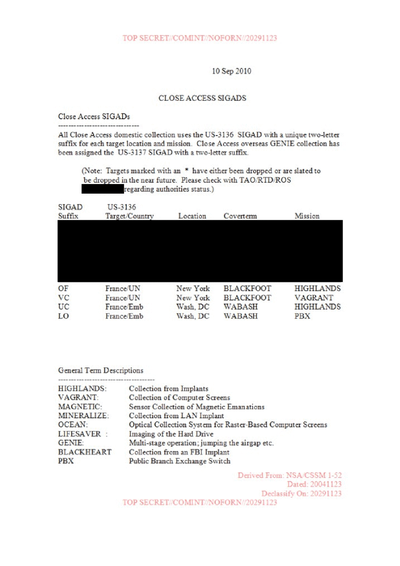 TOP SECRET//COMINT//NOFORN//20291123
10 Sep 2010
CLOSE ACCESS SIGADS
Close Access SIGADs
-------------------------------
All Close Access domestic collection uses the US-3136 SIGAD with a unique two-letter
suffix for each target location and mission. Close Access overseas GENIE collection has
been assigned the US-3137 SIGAD with a two-letter suffix.
(Note: Targets marked with an * have either been dropped or are slated to
be dropped in the near future. Please check with TAO/RTD/ROS
regarding authorities status.)
SIGAD US-3136
Suffix Target/Country Location Coverterm Mission
OF France/UN New York BLACKFOOT HIGHLANDS
VC France/UN New York BLACKFOOT VAGRANT
UC France/Emb Wash, DC WABASH HIGHLANDS
LO France/Emb Wash, DC WABASH PBX
General Term Descriptions
-------------------------------------
HIGHLANDS: Collection from Implants
VAGRANT: Collection of Computer Screens
MAGNETIC: Sensor Collection of Magnetic Emanations
MINERALIZE: Collection from LAN Implant
OCEAN: Optical Collection System for Raster-Based Computer Screens
LIFESAVER : Imaging of the Hard Drive
GENIE: Multi-stage operation; jumping the airgap etc.
BLACKHEART Collection from an FBI Implant
PBX Public Branch Exchange Switch
Derived From: NSA/CSSM 1-52
Dated: 20041123
Declassify On: 20291123
TOP SECRET//COMINT//NOFORN//20291123